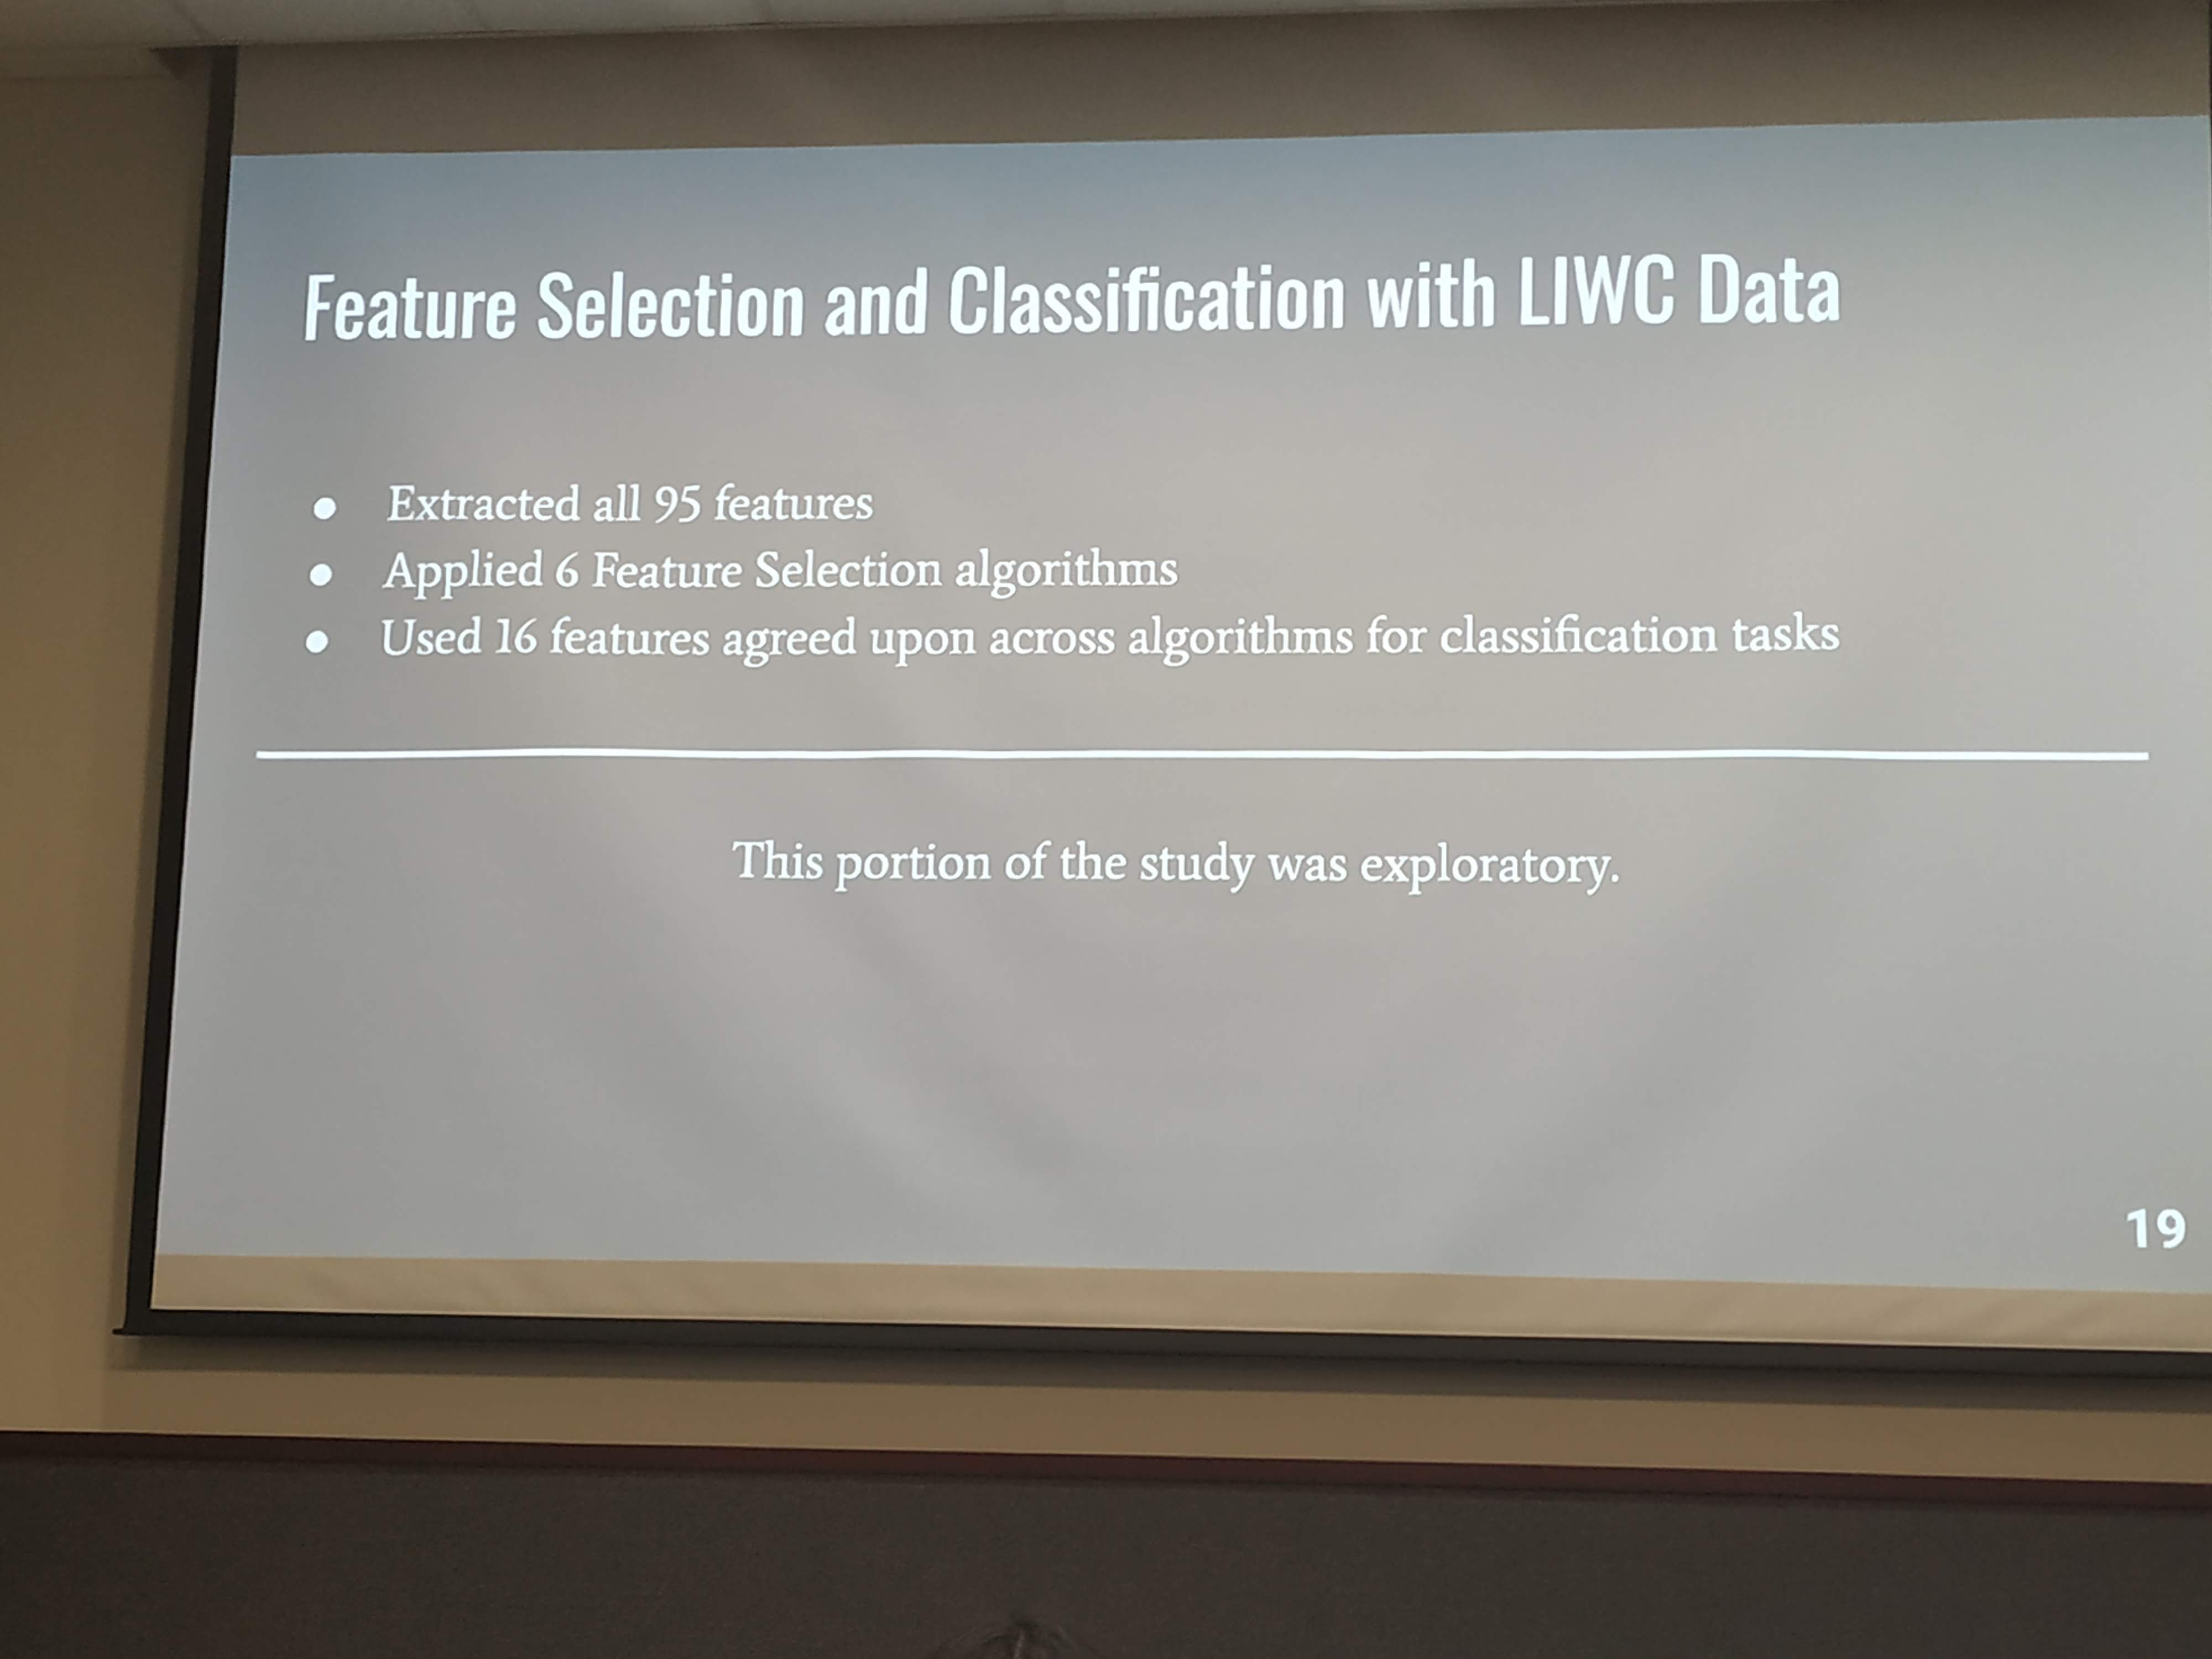 Feature Selection and Classification with LIWC Data
● Extracted all 95 features
● Applied 6 Feature Selection algorithms
● Used 16 features agreed upon across algorithms for classification tasks
This portion of the study was exploratory.
19